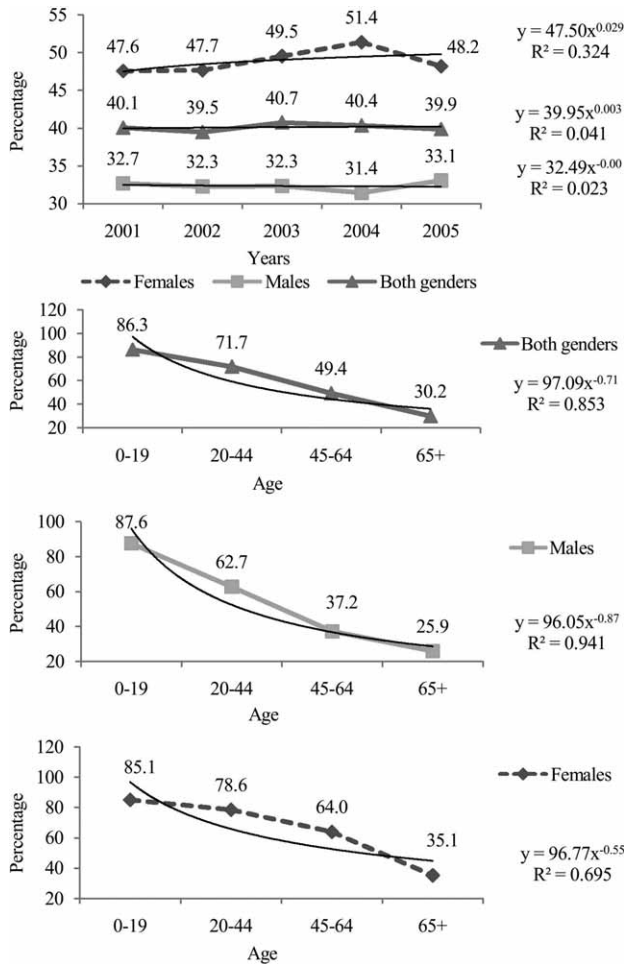 55
50
45
40
35
30
Percentage
47.6 47.7 49.5 51.4 48.2
40.1 39.5 40.7 40.4 39.9
32.7 32.3 32.3 31.4 33.1
2001 2002 2003 2004 2005
Years
y = 47.50x^0.029
R² = 0.324
y = 39.95x^0.003
R² = 0.041
y = 32.49x^-0.00
R² = 0.023
Females Males Both genders
120
100
80
60
40
20
Percentage
86.3 71.7 49.4 30.2
0-19 20-44 45-64 65+
Age
Both genders
y = 97.09x^-0.71
R² = 0.853
100
80
60
40
20
Percentage
87.6 62.7 37.2 25.9
0-19 20-44 45-64 65+
Age
Males
y = 96.05x^-0.87
R² = 0.941
120
100
80
60
40
20
Percentage
85.1 78.6 64.0 35.1
0-19 20-44 45-64 65+
Age
Females
y = 96.77x^-0.55
R² = 0.695